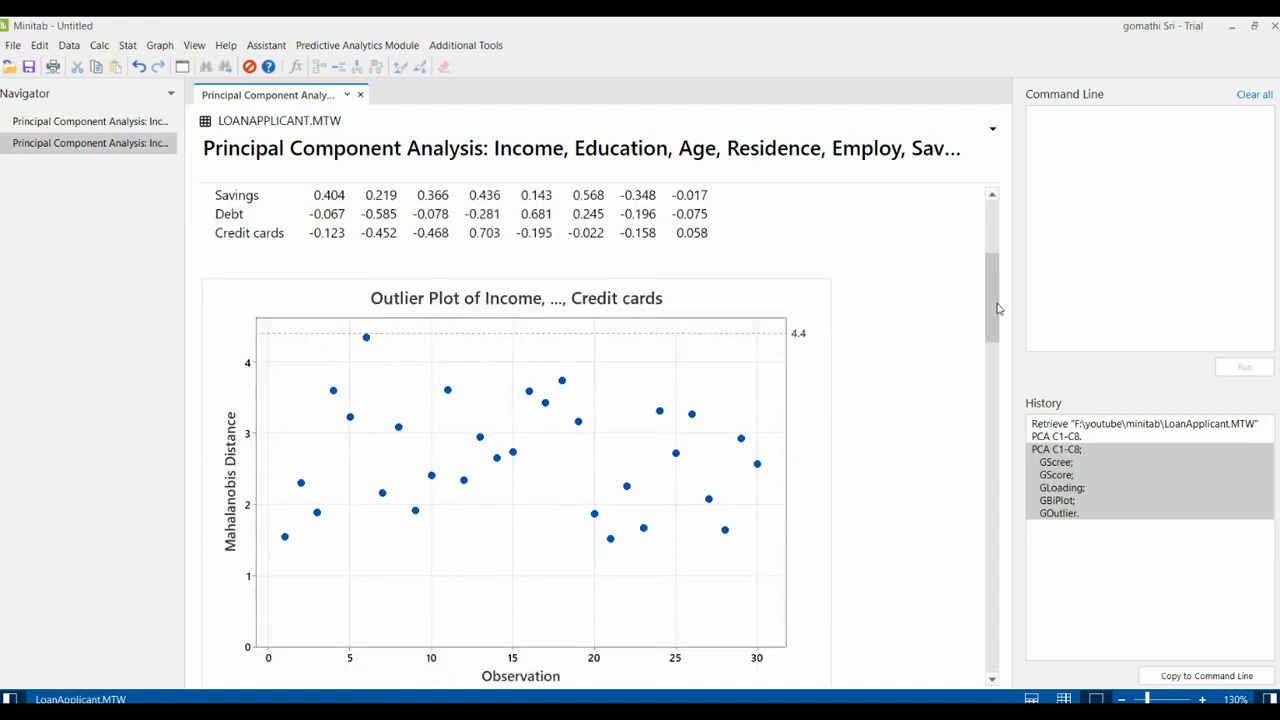 Minitab - Untitled
gomathi Sri - Trial
File Edit Data Calc Stat Graph View Help Assistant Predictive Analytics Module Additional Tools
Navigator
Principal Component Analysis: Inc...
Principal Component Analysis: Inc...
Principal Component Analy...
LOANAPPLICANT.MTW
Principal Component Analysis: Income, Education, Age, Residence, Employ, Sav...
Savings 0.404 0.219 0.366 0.436 0.143 0.568 -0.348 -0.017
Debt -0.067 -0.585 -0.078 -0.281 0.681 0.245 -0.196 -0.075
Credit cards -0.123 -0.452 -0.468 0.703 -0.195 -0.022 -0.158 0.058
Outlier Plot of Income, ..., Credit cards
4.4
4
3
2
1
0
Mahalanobis Distance
0 5 10 15 20 25 30
Observation
Command Line
Clear all
Run
History
Retrieve "F:\youtube\minitab\LoanApplicant.MTW"
PCA C1-C8.
PCA C1-C8;
GScree;
GScore;
GLoading;
GBiPlot;
GOutlier.
Copy to Command Line
LoanApplicant.MTW
130%